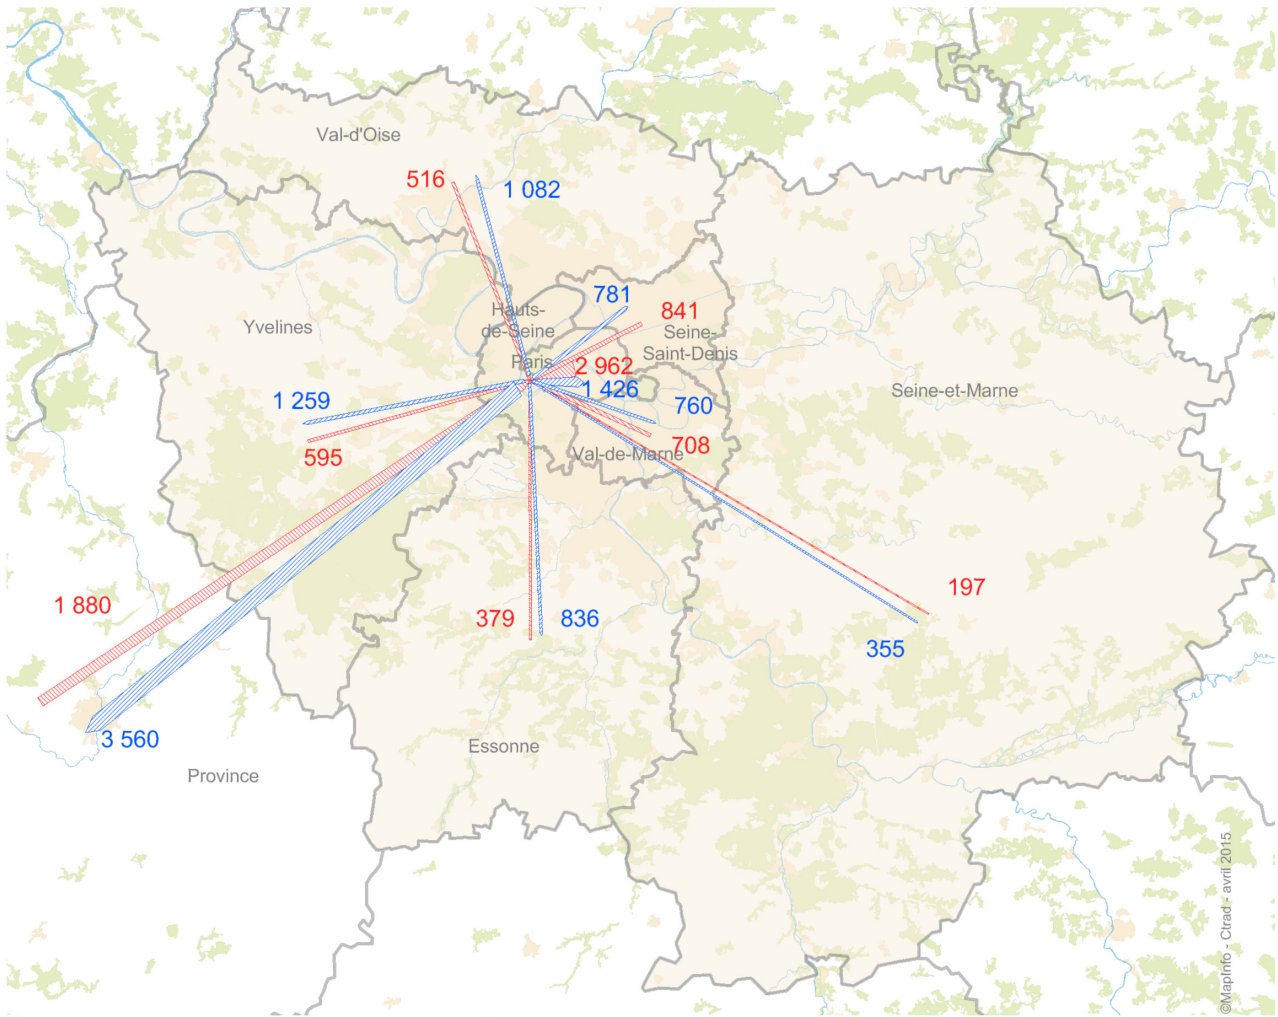 Val-d'Oise
516
1 082
781
841
Hauts-
de-Seine
Seine-
Saint-Denis
Yvelines
Paris
2 962
1 426
Seine-et-Marne
1 259
760
595
708
Val-de-Marne
1 880
197
379
836
355
3 560
Essonne
Province
©MapInfo - Ctrad - avril 2015